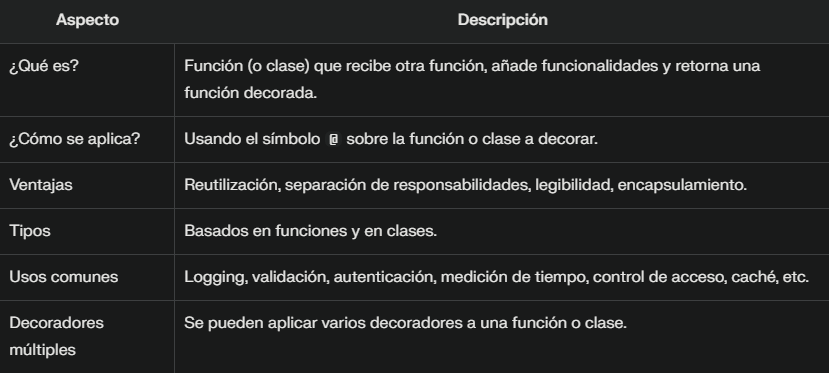 Aspecto Descripción
¿Qué es? Función (o clase) que recibe otra función, añade funcionalidades y retorna una
función decorada.
¿Cómo se aplica? Usando el símbolo @ sobre la función o clase a decorar.
Ventajas Reutilización, separación de responsabilidades, legibilidad, encapsulamiento.
Tipos Basados en funciones y en clases.
Usos comunes Logging, validación, autenticación, medición de tiempo, control de acceso, caché, etc.
Decoradores Se pueden aplicar varios decoradores a una función o clase.
múltiples